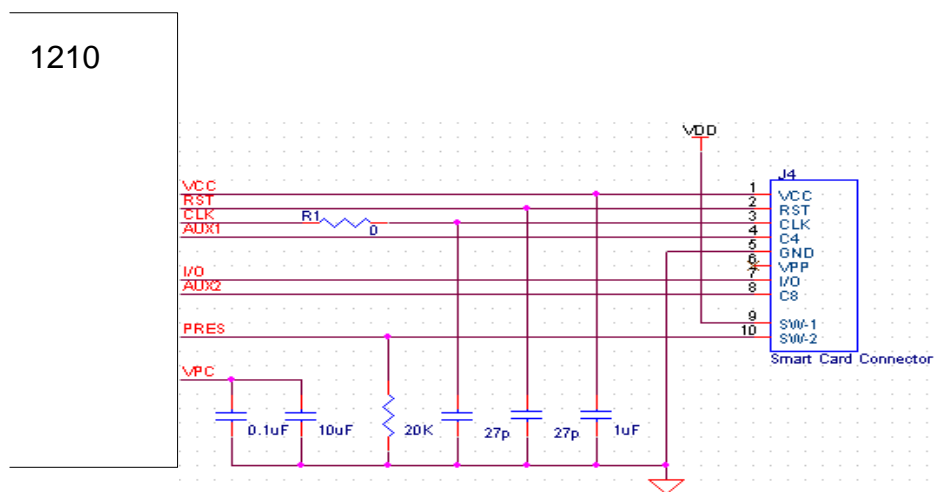 1210
VDD
J4
VCC
RST
CLK
AUX1
R1
0
I/O
AUX2
PRES
VPC
1
2
3
4
5
6
7
8
9
10
VCC
RST
CLK
C4
GND
VPP
I/O
C8
SW-1
SW-2
Smart Card Connector
0.1uF
10uF
20K
27p
27p
1uF